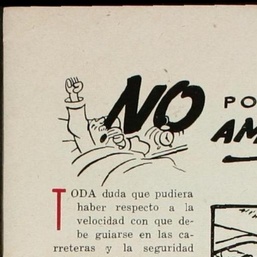 NO
PO
AM
TODA duda que pudiera
haber respecto a la
velocidad con que de-
be guiarse en las ca-
rreteras y la seguridad